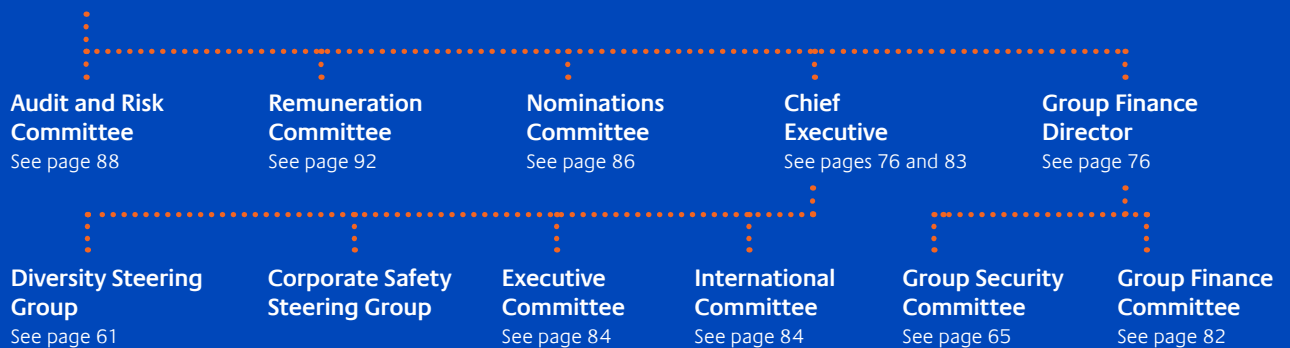 Audit and Risk
Committee
See page 88
Remuneration
Committee
See page 92
Nominations
Committee
See page 86
Chief
Executive
See pages 76 and 83
Group Finance
Director
See page 76
Diversity Steering
Group
See page 61
Corporate Safety
Steering Group
Executive
Committee
See page 84
International
Committee
See page 84
Group Security
Committee
See page 65
Group Finance
Committee
See page 82